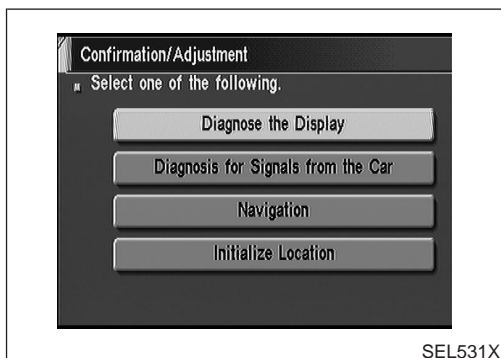 Confirmation/Adjustment
Select one of the following.
Diagnose the Display
Diagnosis for Signals from the Car
Navigation
Initialize Location
SEL531X